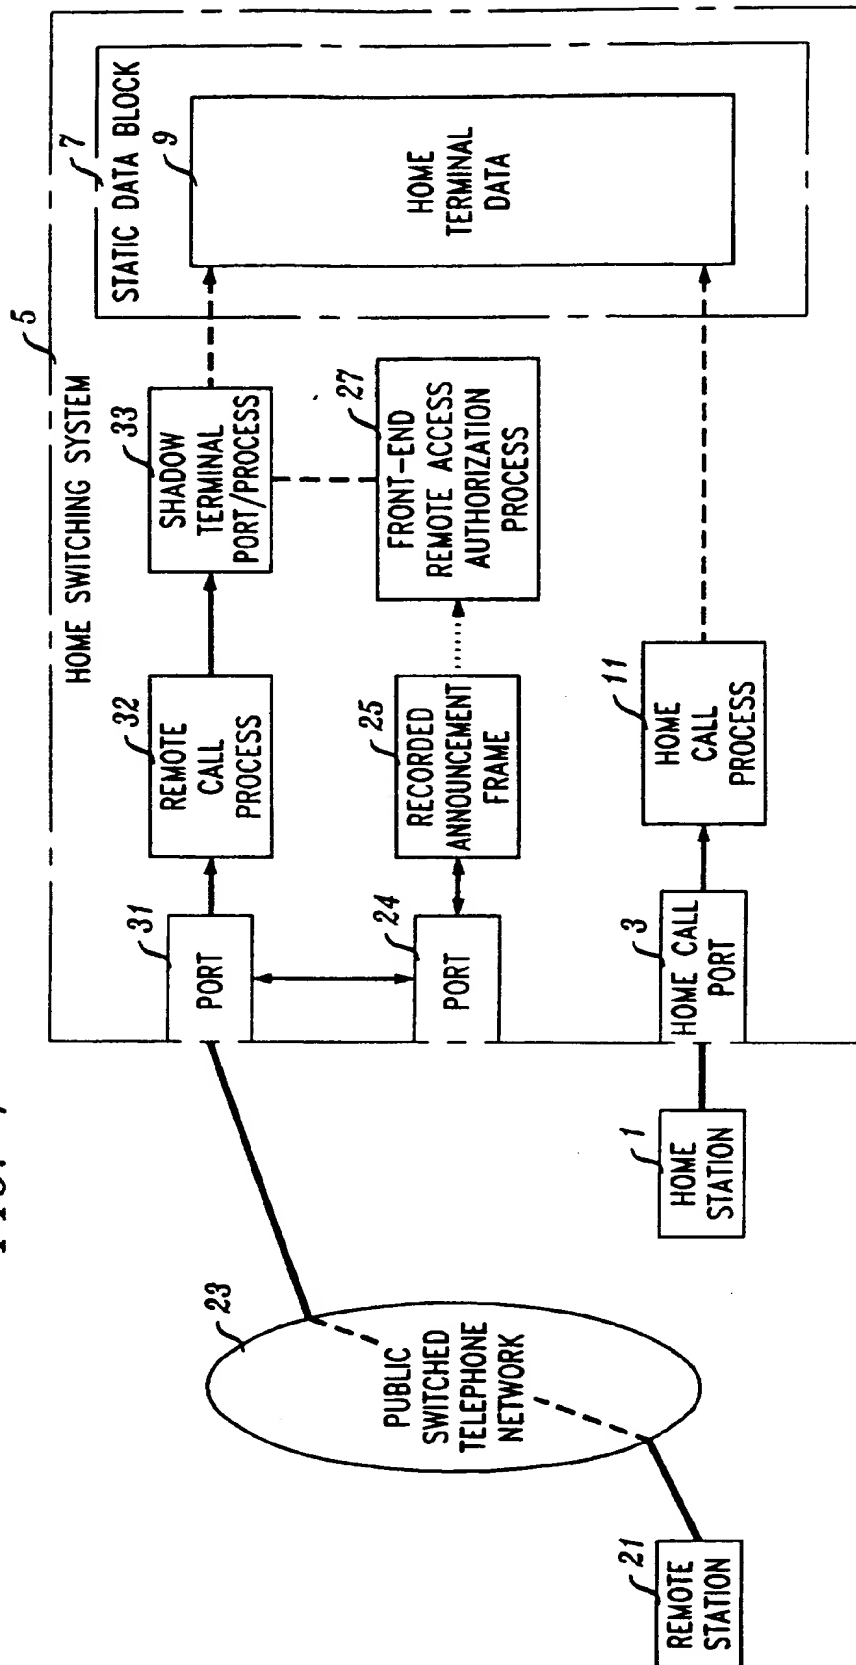 5
HOME SWITCHING SYSTEM
7
STATIC DATA BLOCK
9
HOME
TERMINAL
DATA
33
SHADOW
TERMINAL
PORT/PROCESS
27
FRONT-END
REMOTE ACCESS
AUTHORIZATION
PROCESS
32
REMOTE
CALL
PROCESS
25
RECORDED
ANNOUNCEMENT
FRAME
11
HOME
CALL
PROCESS
31
PORT
24
PORT
3
HOME CALL
PORT
1
HOME
STATION
23
PUBLIC
SWITCHED
TELEPHONE
NETWORK
21
REMOTE
STATION